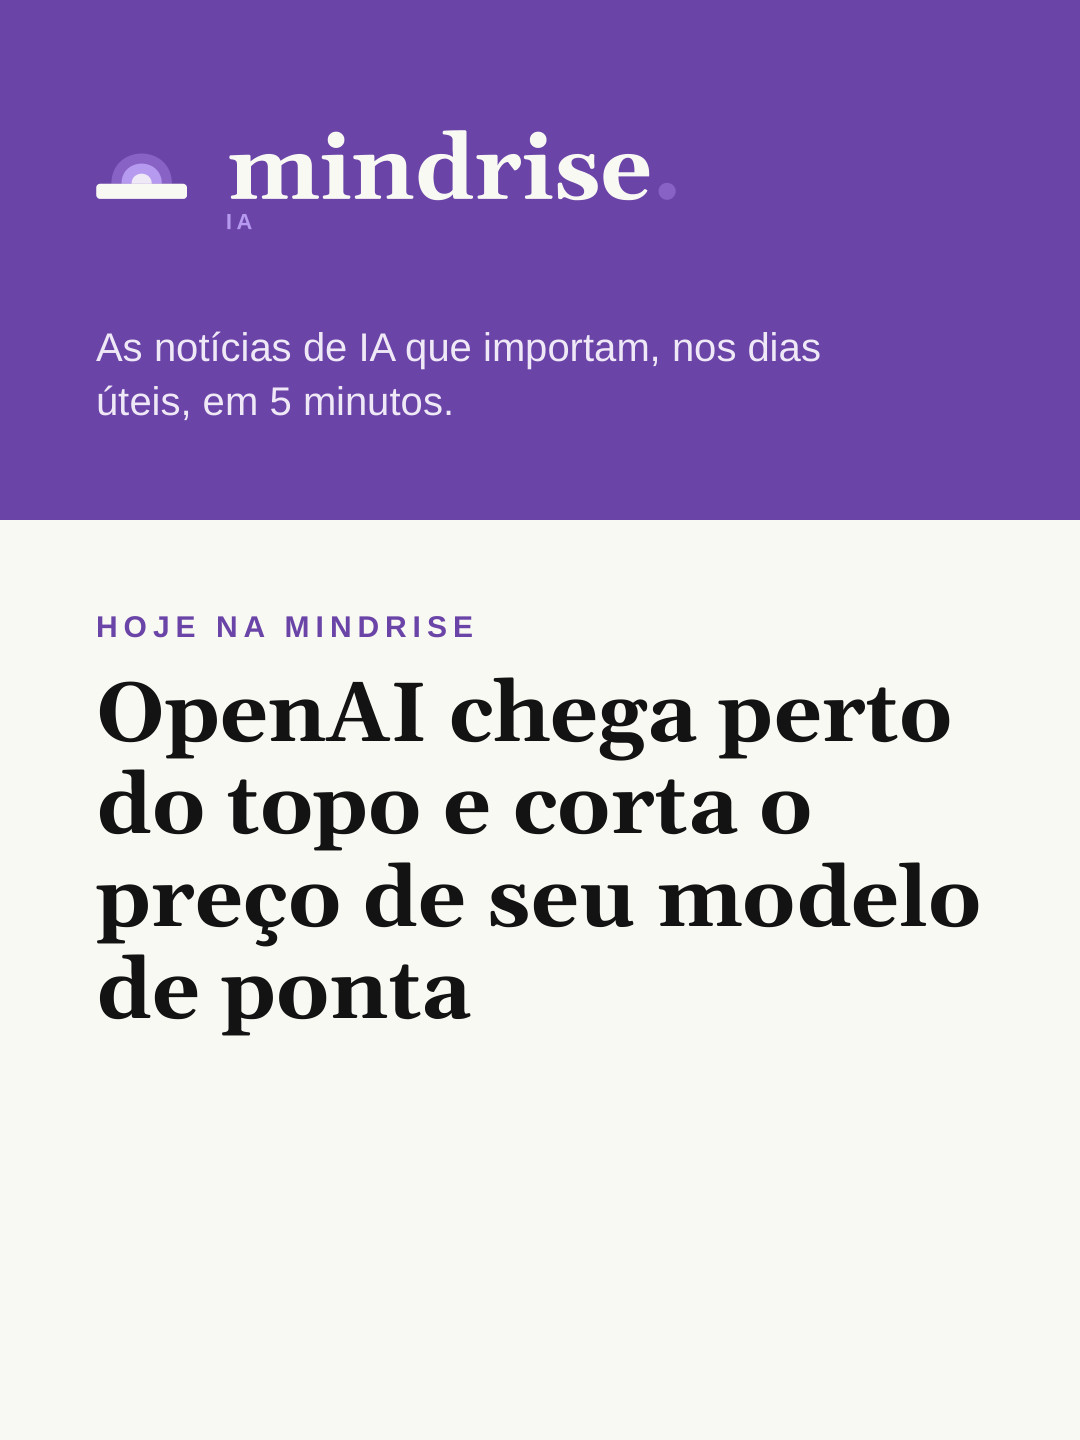 mindrise.
IA
As notícias de IA que importam, nos dias
úteis, em 5 minutos.
HOJE NA MINDRISE
OpenAI chega perto
do topo e corta o
preço de seu modelo
de ponta